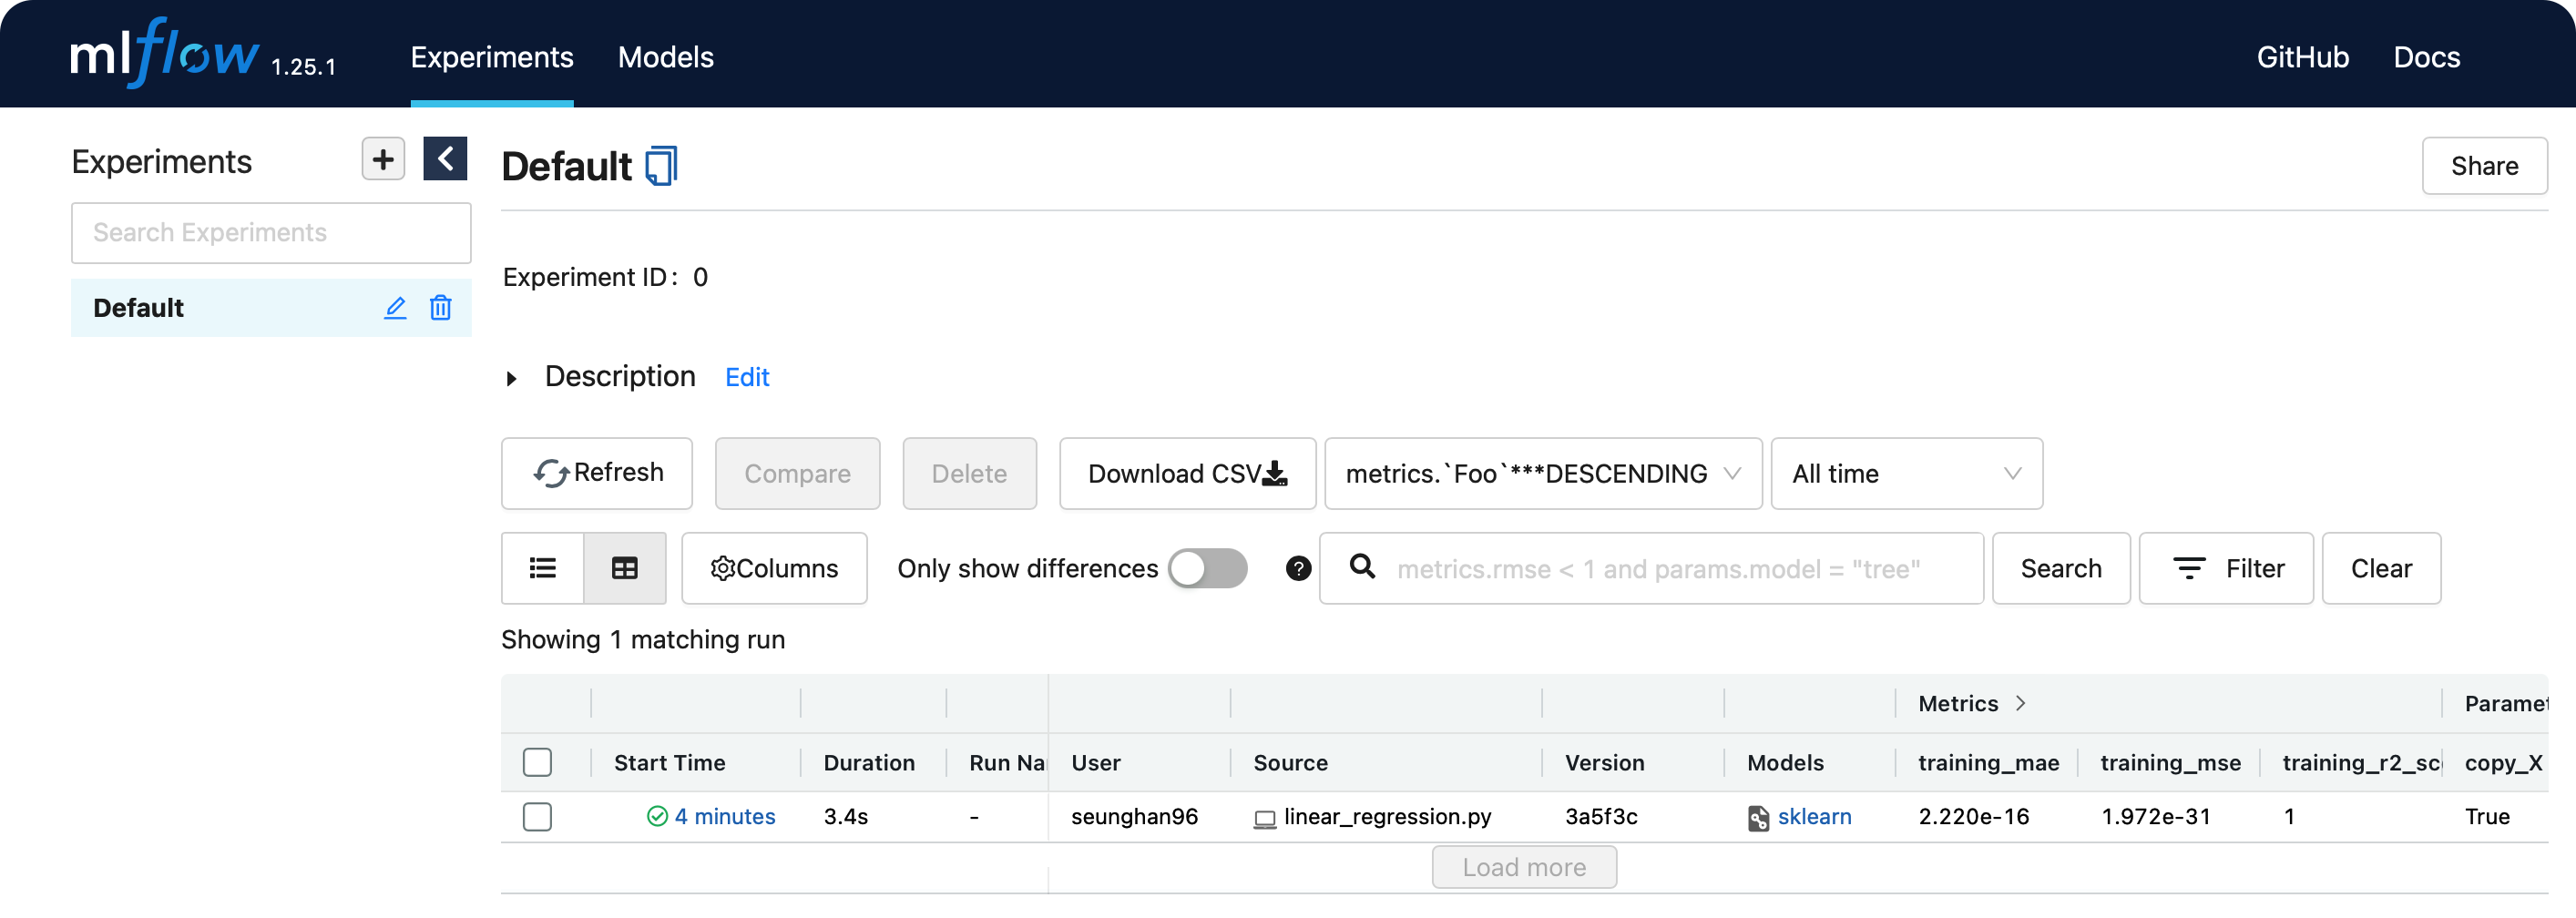 mlflow 1.25.1 Experiments Models GitHub Docs
Experiments
Search Experiments
Default
Default
Share
Experiment ID: 0
Description Edit
Refresh Compare Delete Download CSV metrics.`Foo`***DESCENDING All time
Columns Only show differences ? metrics.rmse < 1 and params.model = "tree" Search Filter Clear
Showing 1 matching run
Metrics > Paramet
Start Time Duration Run Na User Source Version Models training_mae training_mse training_r2_sc copy_X
4 minutes 3.4s - seunghan96 linear_regression.py 3a5f3c sklearn 2.220e-16 1.972e-31 1 True
Load more